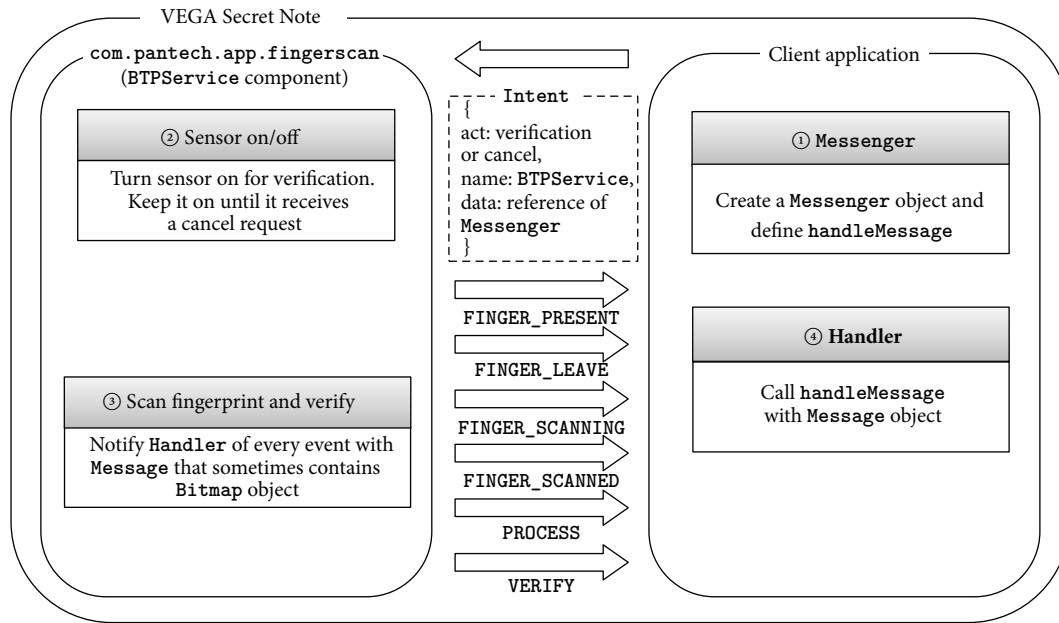 VEGA Secret Note
com.pantech.app.fingerscan
(BTPService component)
② Sensor on/off
Turn sensor on for verification.
Keep it on until it receives
a cancel request
③ Scan fingerprint and verify
Notify Handler of every event with
Message that sometimes contains
Bitmap object
Intent
{
act: verification
or cancel,
name: BTPService,
data: reference of
Messenger
}
FINGER_PRESENT
FINGER_LEAVE
FINGER_SCANNING
FINGER_SCANNED
PROCESS
VERIFY
Client application
① Messenger
Create a Messenger object and
define handleMessage
④ Handler
Call handleMessage
with Message object